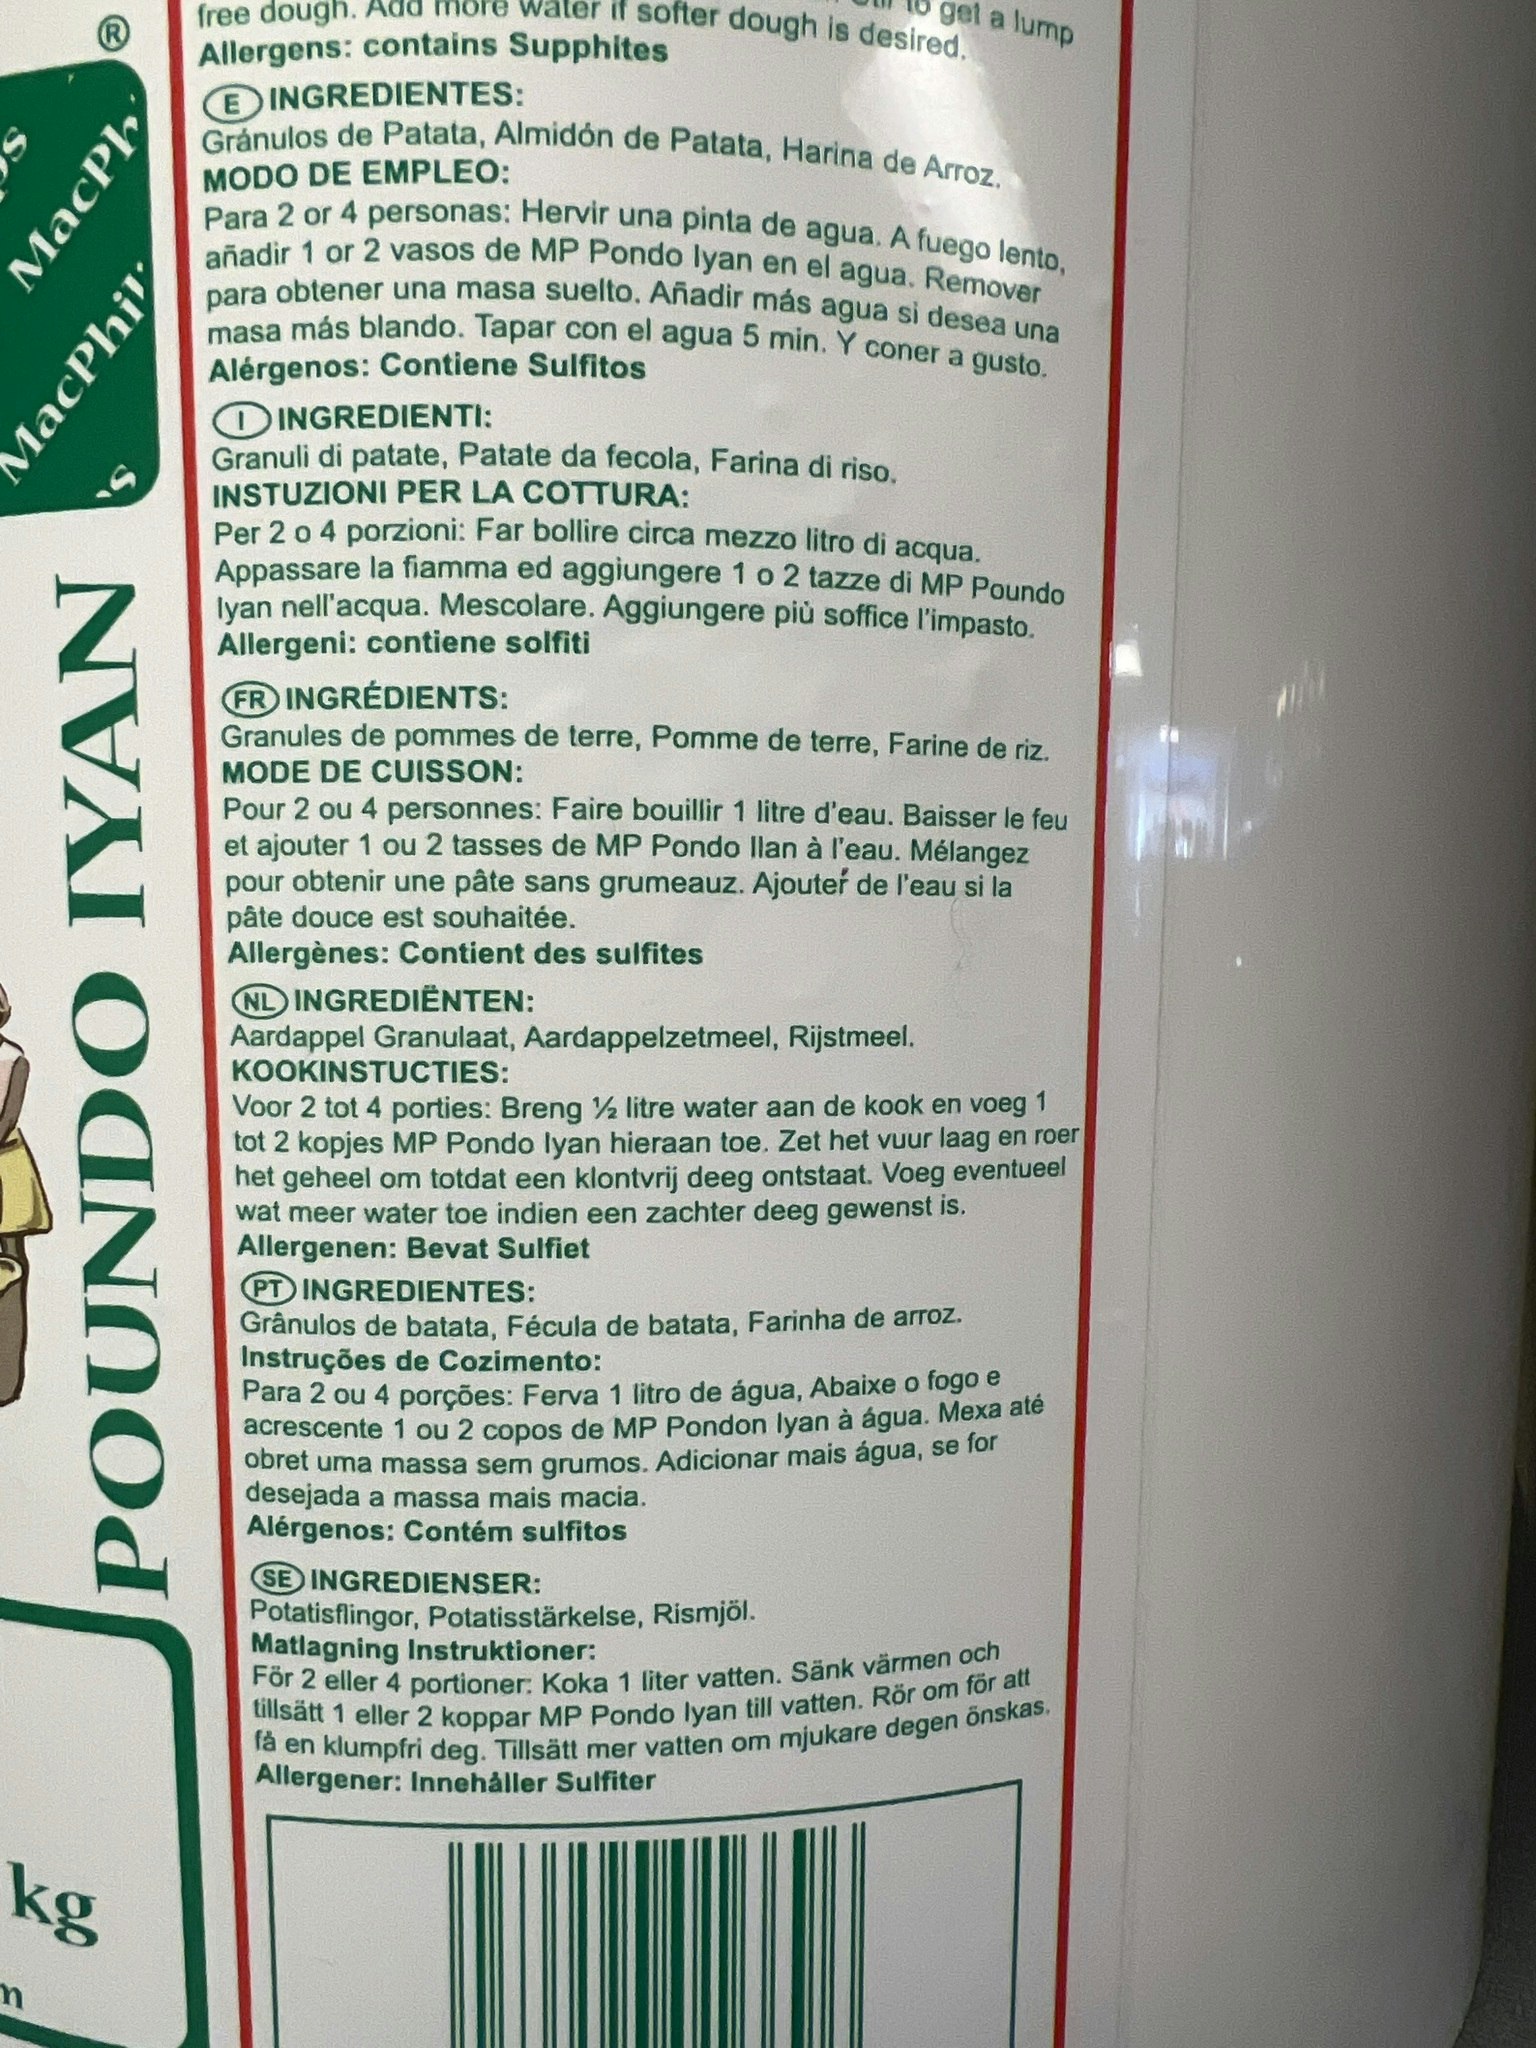 free dough. Add more water if softer dough is desired.
to get a lump
Allergens: contains Supphites
E INGREDIENTES:
Gránulos de Patata, Almidón de Patata, Harina de Arroz.
MODO DE EMPLEO:
Para 2 or 4 personas: Hervir una pinta de agua. A fuego lento,
añadir 1 or 2 vasos de MP Pondo Iyan en el agua. Remover
para obtener una masa suelto. Añadir más agua si desea una
masa más blando. Tapar con el agua 5 min. Y coner a gusto.
Alérgenos: Contiene Sulfitos
I INGREDIENTI:
Granuli di patate, Patate da fecola, Farina di riso.
INSTUZIONI PER LA COTTURA:
Per 2 o 4 porzioni: Far bollire circa mezzo litro di acqua.
Appassare la fiamma ed aggiungere 1 o 2 tazze di MP Poundo
Iyan nell'acqua. Mescolare. Aggiungere più soffice l'impasto.
Allergeni: contiene solfiti
FR INGRÉDIENTS:
Granules de pommes de terre, Pomme de terre, Farine de riz.
MODE DE CUISSON:
Pour 2 ou 4 personnes: Faire bouillir 1 litre d'eau. Baisser le feu
et ajouter 1 ou 2 tasses de MP Pondo Ilan à l'eau. Mélangez
pour obtenir une pâte sans grumeauz. Ajouter de l'eau si la
pâte douce est souhaitée.
Allergènes: Contient des sulfites
NL INGREDIËNTEN:
Aardappel Granulaat, Aardappelzetmeel, Rijstmeel.
KOOKINSTUCTIES:
Voor 2 tot 4 porties: Breng ½ litre water aan de kook en voeg 1
tot 2 kopjes MP Pondo Iyan hieraan toe. Zet het vuur laag en roer
het geheel om totdat een klontvrij deeg ontstaat. Voeg eventueel
wat meer water toe indien een zachter deeg gewenst is.
Allergenen: Bevat Sulfiet
PT INGREDIENTES:
Grânulos de batata, Fécula de batata, Farinha de arroz.
Instruções de Cozimento:
Para 2 ou 4 porções: Ferva 1 litro de água, Abaixe o fogo e
acrescente 1 ou 2 copos de MP Pondon Iyan à água. Mexa até
obret uma massa sem grumos. Adicionar mais água, se for
desejada a massa mais macia.
Alérgenos: Contém sulfitos
SE INGREDIENSER:
Potatisflingor, Potatisstärkelse, Rismjöl.
Matlagning Instruktioner:
För 2 eller 4 portioner: Koka 1 liter vatten. Sänk värmen och
tillsätt 1 eller 2 koppar MP Pondo Iyan till vatten. Rör om för att
få en klumpfri deg. Tillsätt mer vatten om mjukare degen önskas.
Allergener: Innehåller Sulfiter
®
MacPh
MacPhil
's
POUNDO IYAN
kg